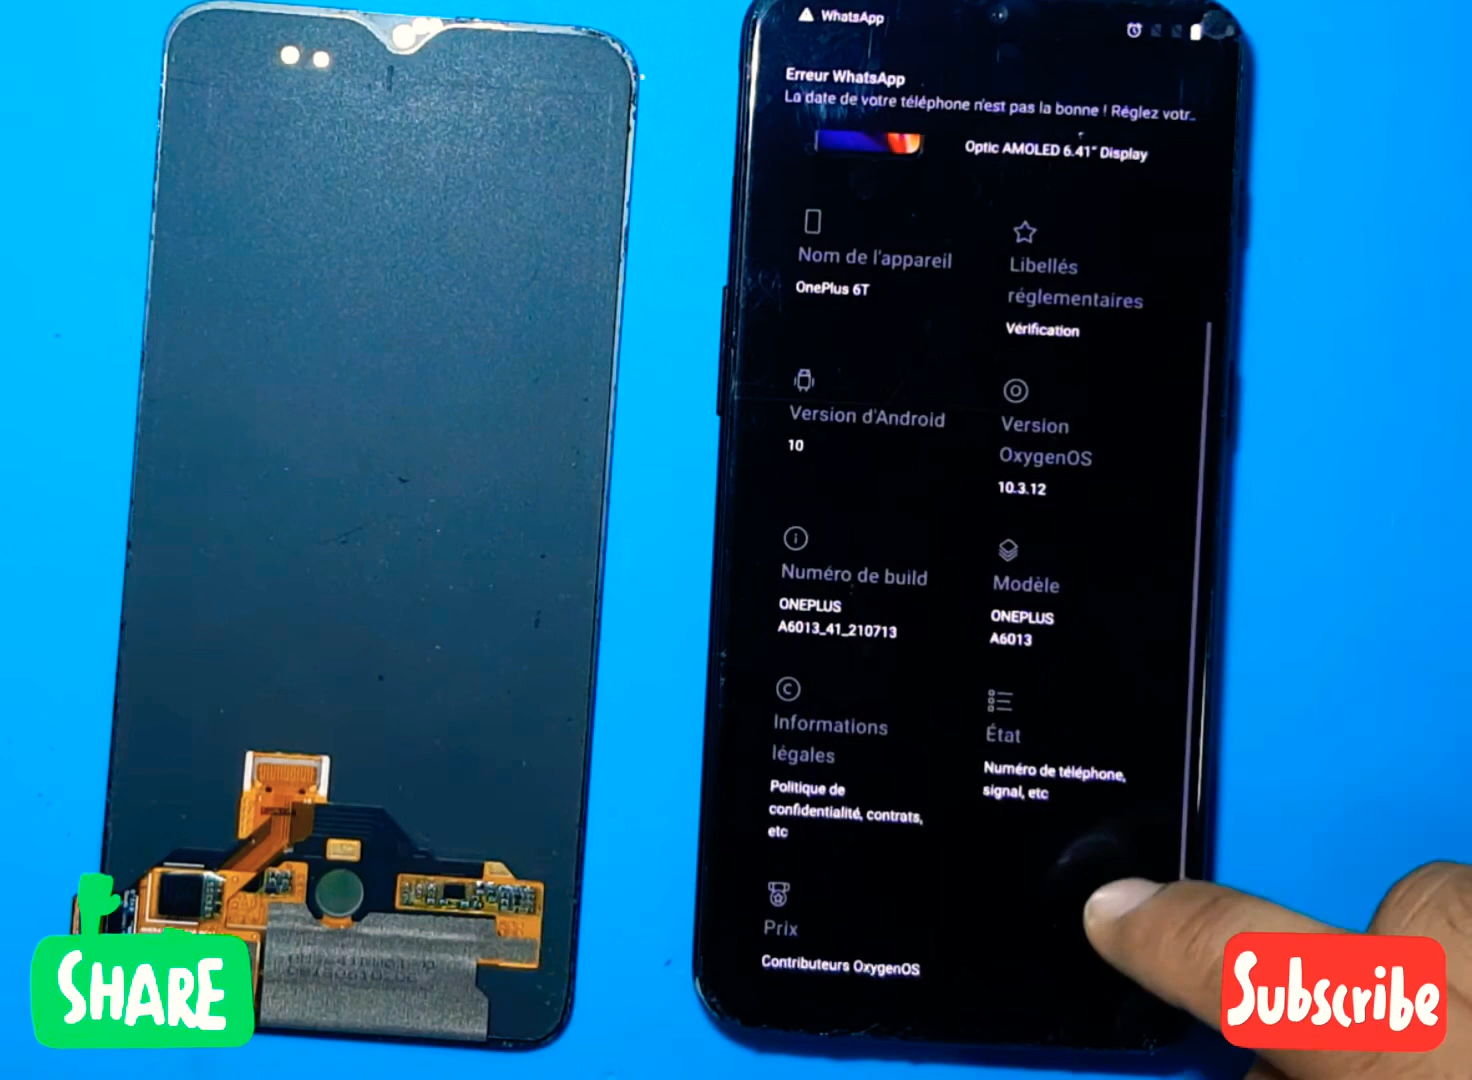 WhatsApp
Erreur WhatsApp
La date de votre téléphone n'est pas la bonne ! Réglez votr..
Optic AMOLED 6.41" Display
Nom de l'appareil
OnePlus 6T
Libellés
réglementaires
Vérification
Version d'Android
10
Version
OxygenOS
10.3.12
Numéro de build
ONEPLUS
A6013_41_210713
Modèle
ONEPLUS
A6013
Informations
légales
Politique de
confidentialité, contrats,
etc
État
Numéro de téléphone,
signal, etc
Prix
Contributeurs OxygenOS
SHARE
Subscribe